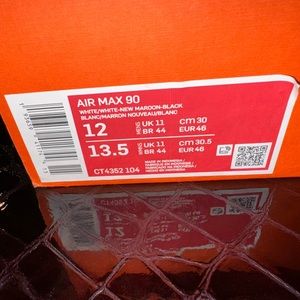 AIR MAX 90
WHITE/WHITE-NEW MAROON-BLACK
BLANC/MARRON NOUVEAU/BLANC
12 MENS UK 11 BR 44 cm 30 EUR 46
13.5 UK 11 BR 44 cm 30.5 EUR 46
MADE IN INDONESIA
CT4352 104